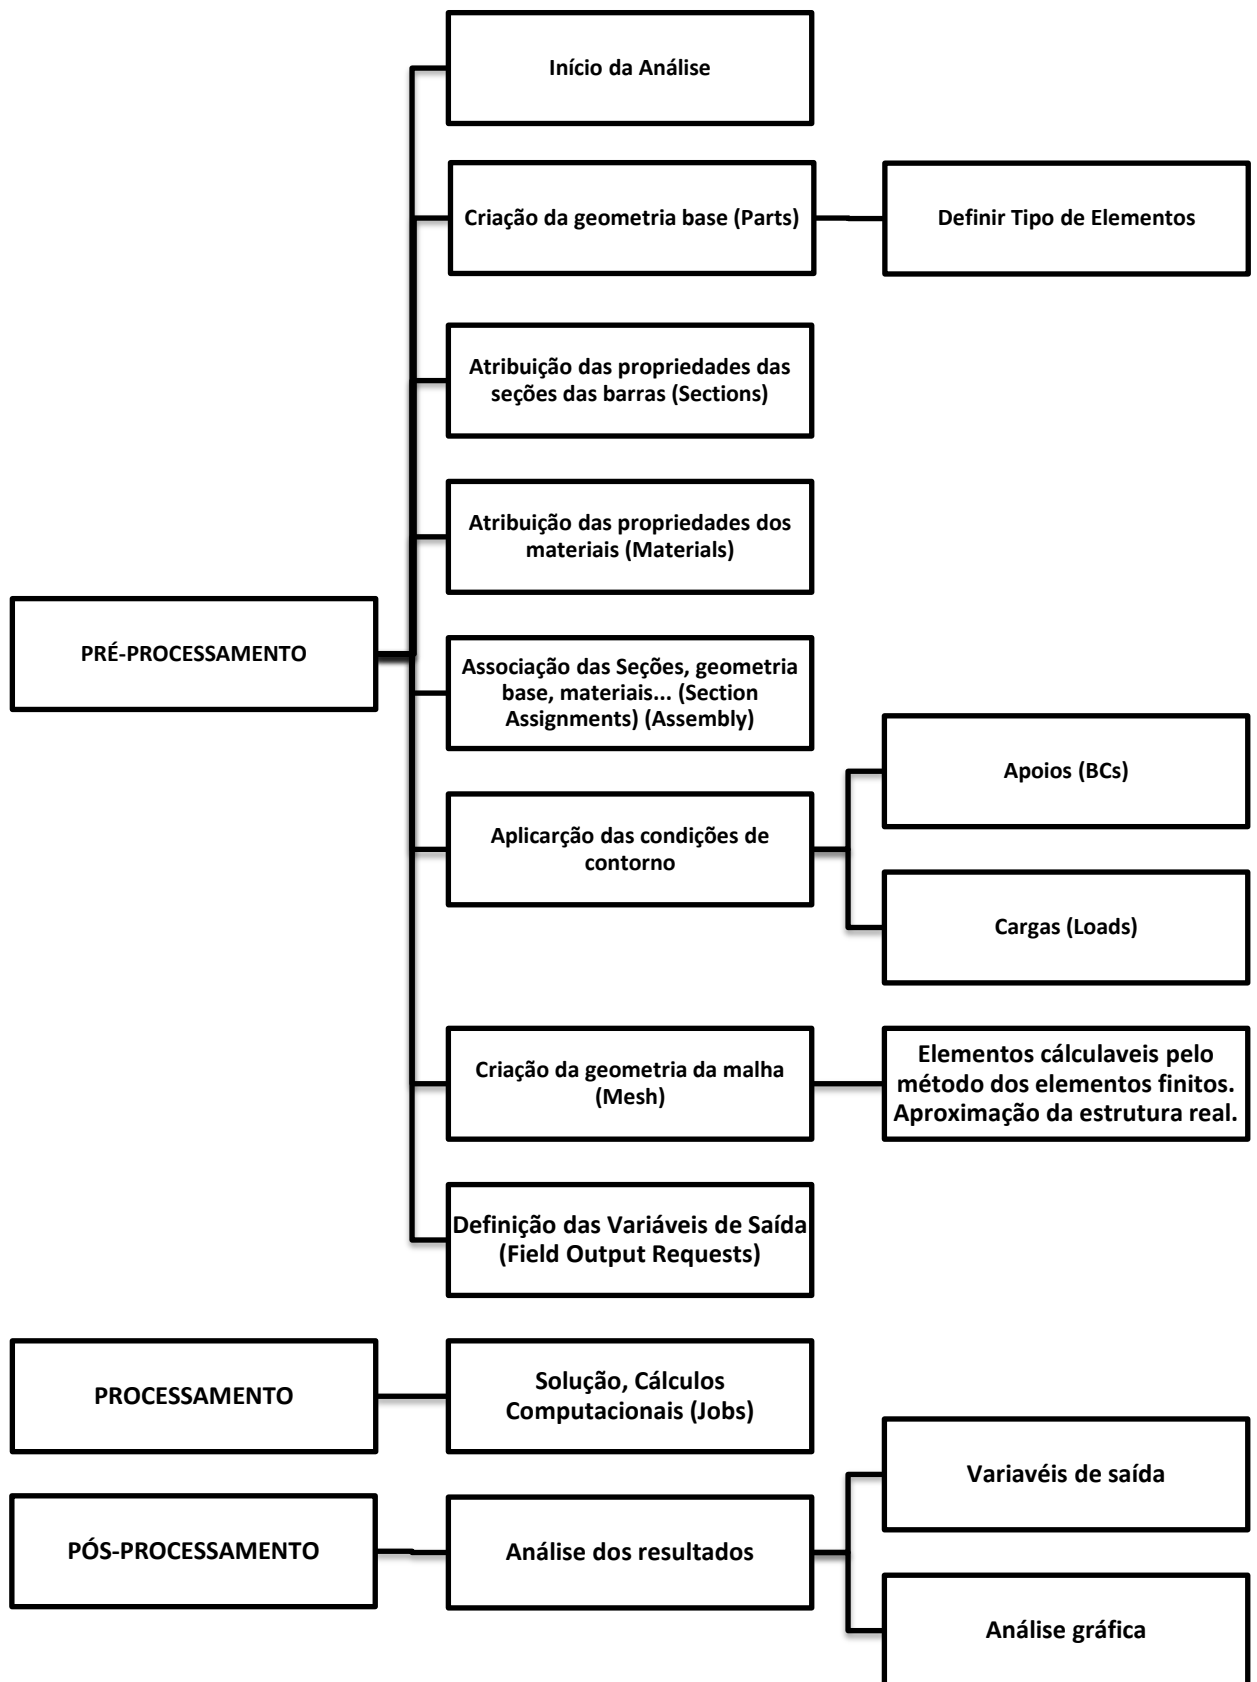 Início da Análise
Criação da geometria base (Parts)
Definir Tipo de Elementos
Atribuição das propriedades das
seções das barras (Sections)
Atribuição das propriedades dos
materiais (Materials)
PRÉ-PROCESSAMENTO
Associação das Seções, geometria
base, materiais... (Section
Assignments) (Assembly)
Aplicarção das condições de
contorno
Apoios (BCs)
Cargas (Loads)
Criação da geometria da malha
(Mesh)
Elementos cálculaveis pelo
método dos elementos finitos.
Aproximação da estrutura real.
Definição das Variáveis de Saída
(Field Output Requests)
PROCESSAMENTO
Solução, Cálculos
Computacionais (Jobs)
PÓS-PROCESSAMENTO
Análise dos resultados
Variavéis de saída
Análise gráfica